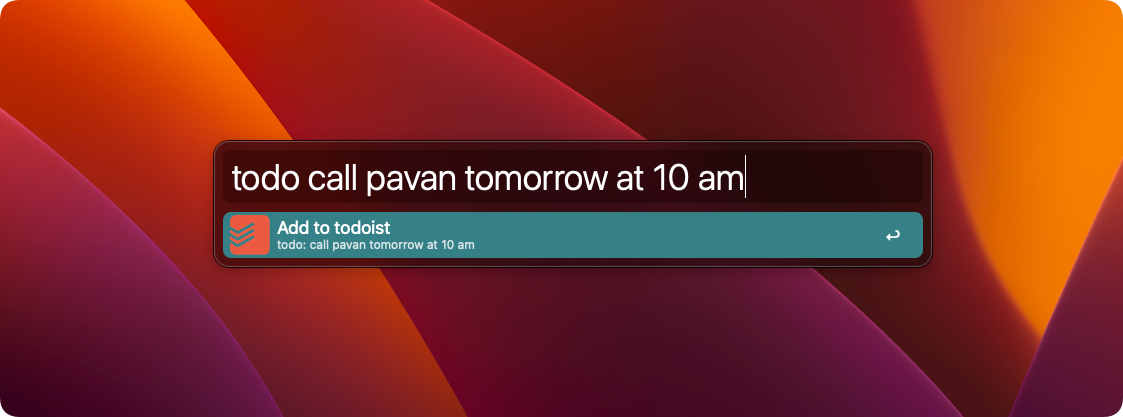 todo call pavan tomorrow at 10 am
Add to todoist
todo: call pavan tomorrow at 10 am